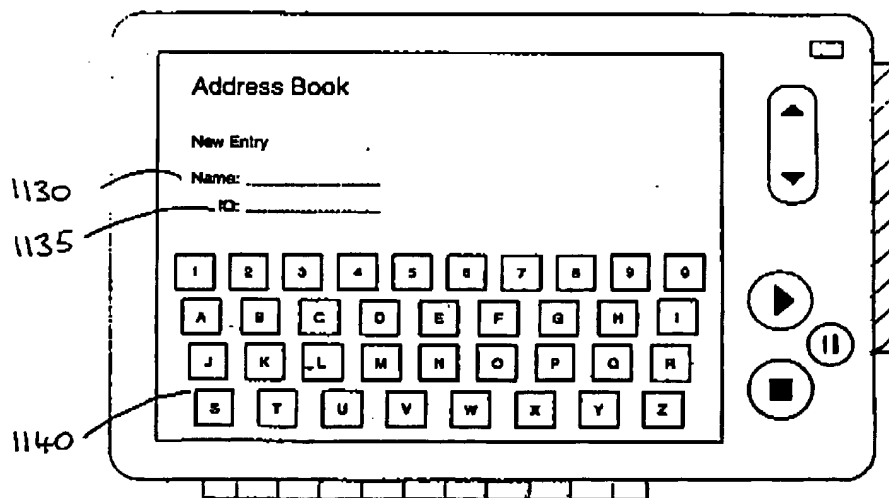 Address Book
New Entry
1130 Name:
1135 ID:
1 2 3 4 5 6 7 8 9 0
A B C D E F G H I
J K L M N O P Q R
1140 S T U V W X Y Z